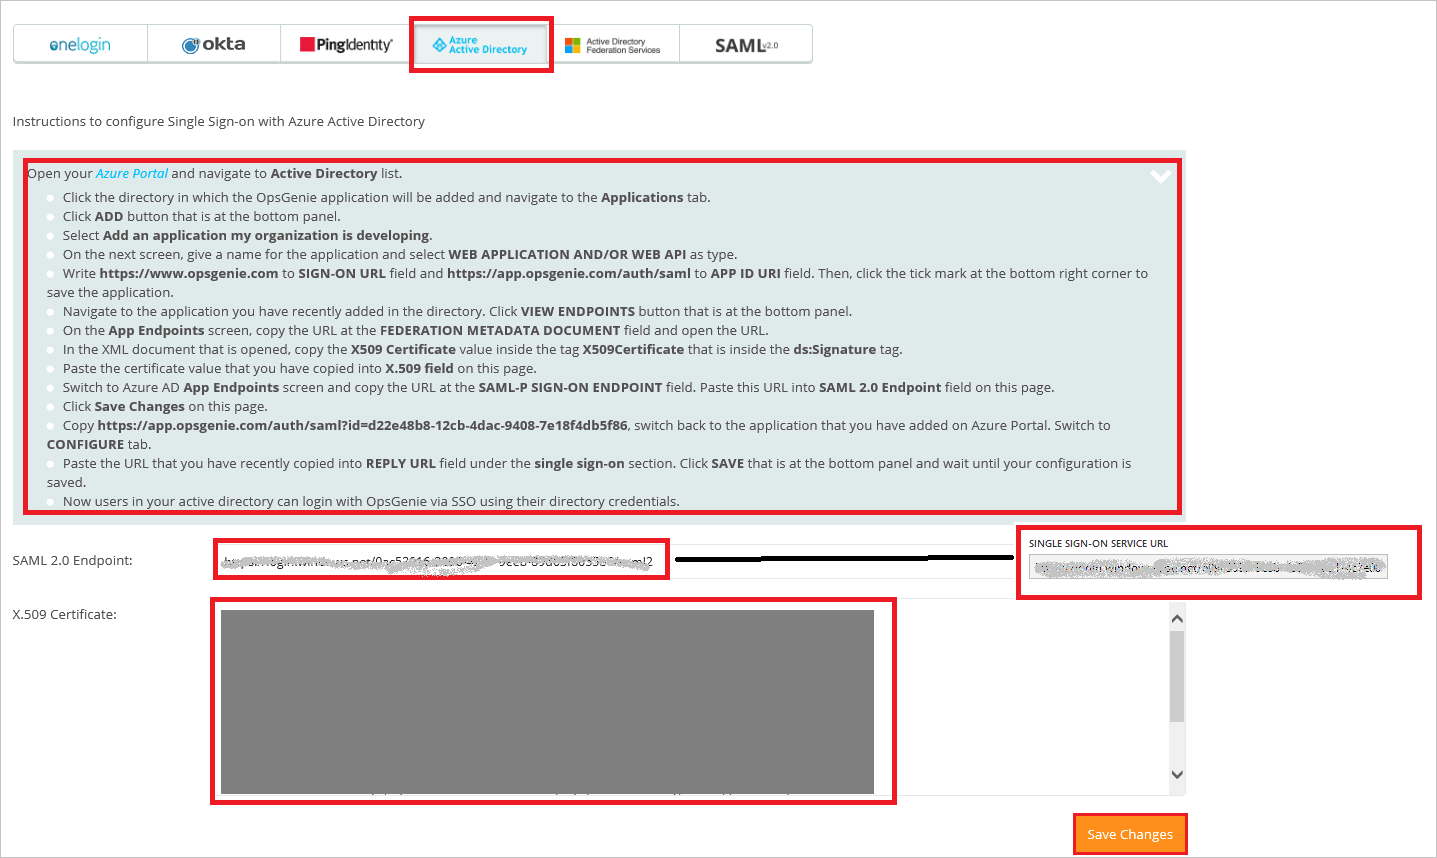 onelogin
okta
PingIdentity
Azure
Active Directory
Active Directory
Federation Services
SAML v2.0
Instructions to configure Single Sign-on with Azure Active Directory
Open your Azure Portal and navigate to Active Directory list.
Click the directory in which the OpsGenie application will be added and navigate to the Applications tab.
Click ADD button that is at the bottom panel.
Select Add an application my organization is developing.
On the next screen, give a name for the application and select WEB APPLICATION AND/OR WEB API as type.
Write https://www.opsgenie.com to SIGN-ON URL field and https://app.opsgenie.com/auth/saml to APP ID URI field. Then, click the tick mark at the bottom right corner to
save the application.
Navigate to the application you have recently added in the directory. Click VIEW ENDPOINTS button that is at the bottom panel.
On the App Endpoints screen, copy the URL at the FEDERATION METADATA DOCUMENT field and open the URL.
In the XML document that is opened, copy the X509 Certificate value inside the tag X509Certificate that is inside the ds:Signature tag.
Paste the certificate value that you have copied into X.509 field on this page.
Switch to Azure AD App Endpoints screen and copy the URL at the SAML-P SIGN-ON ENDPOINT field. Paste this URL into SAML 2.0 Endpoint field on this page.
Click Save Changes on this page.
Copy https://app.opsgenie.com/auth/saml?id=d22e48b8-12cb-4dac-9408-7e18f4db5f86, switch back to the application that you have added on Azure Portal. Switch to
CONFIGURE tab.
Paste the URL that you have recently copied into REPLY URL field under the single sign-on section. Click SAVE that is at the bottom panel and wait until your configuration is
saved.
Now users in your active directory can login with OpsGenie via SSO using their directory credentials.
SAML 2.0 Endpoint:
SINGLE SIGN-ON SERVICE URL
X.509 Certificate:
Save Changes